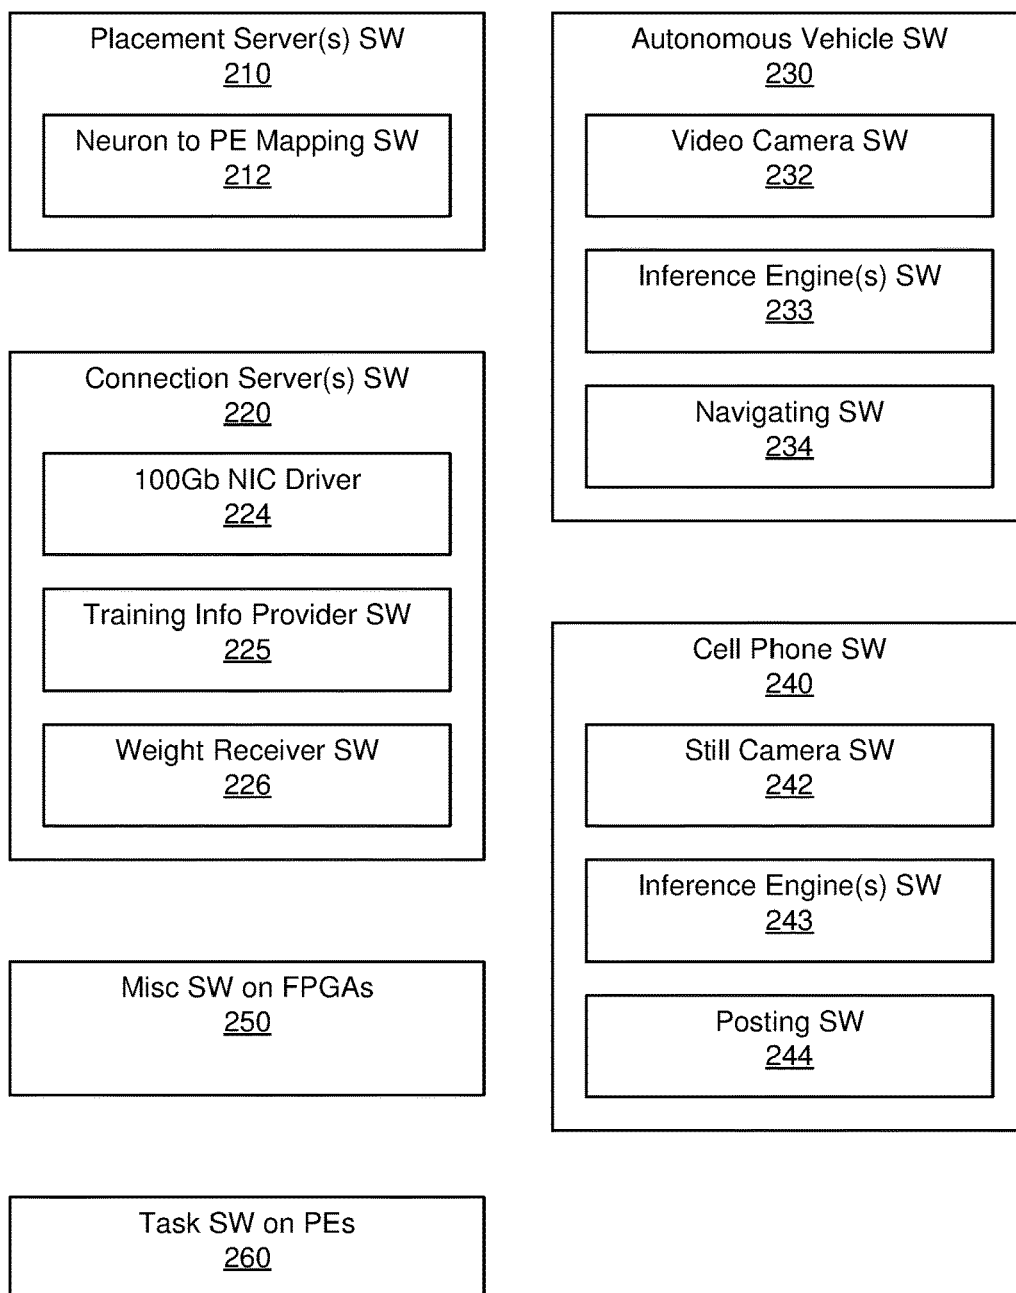 Placement Server(s) SW
210
Neuron to PE Mapping SW
212
Connection Server(s) SW
220
100Gb NIC Driver
224
Training Info Provider SW
225
Weight Receiver SW
226
Misc SW on FPGAs
250
Task SW on PEs
260
Autonomous Vehicle SW
230
Video Camera SW
232
Inference Engine(s) SW
233
Navigating SW
234
Cell Phone SW
240
Still Camera SW
242
Inference Engine(s) SW
243
Posting SW
244